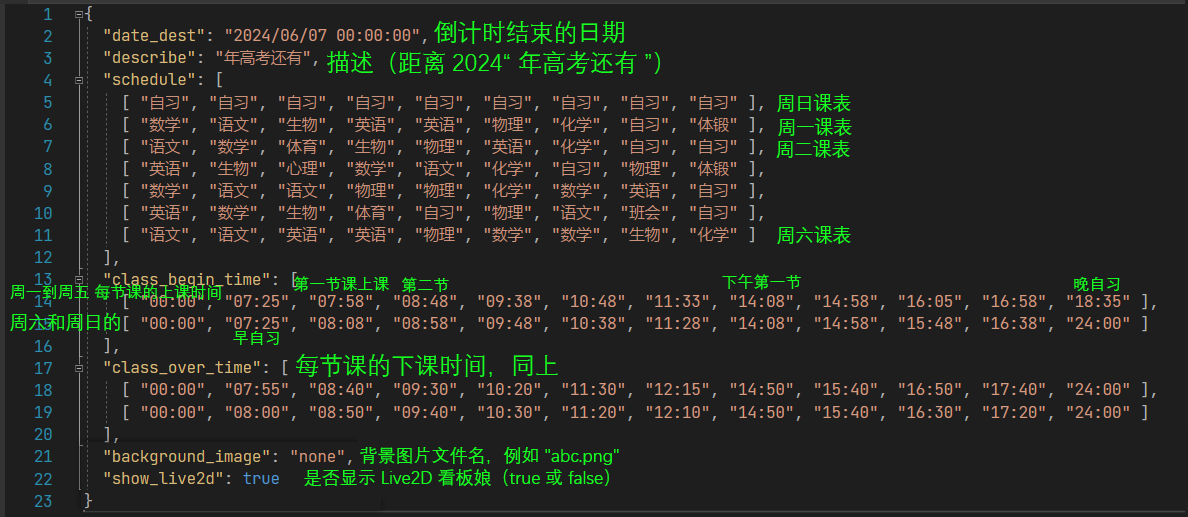 1 {
2 "date_dest": "2024/06/07 00:00:00", 倒计时结束的日期
3 "describe": "年高考还有", 描述（距离 2024“ 年高考还有 ”）
4 "schedule": [
5 [ "自习", "自习", "自习", "自习", "自习", "自习", "自习", "自习", "自习" ], 周日课表
6 [ "数学", "语文", "生物", "英语", "英语", "物理", "化学", "自习", "体锻" ], 周一课表
7 [ "语文", "数学", "体育", "生物", "物理", "英语", "化学", "自习", "自习" ], 周二课表
8 [ "英语", "生物", "心理", "数学", "语文", "化学", "自习", "物理", "体锻" ],
9 [ "数学", "语文", "语文", "物理", "物理", "化学", "数学", "英语", "自习" ],
10 [ "英语", "数学", "生物", "体育", "自习", "物理", "语文", "班会", "自习" ],
11 [ "语文", "语文", "英语", "英语", "物理", "数学", "数学", "生物", "化学" ] 周六课表
12 ],
13 "class_begin_time": [
第一节课上课 第二节 下午第一节 晚自习
周一到周五 每节课的上课时间
14 [ "00:00", "07:25", "07:58", "08:48", "09:38", "10:48", "11:33", "14:08", "14:58", "16:05", "16:58", "18:35" ],
周六和周日的
15 [ "00:00", "07:25", "08:08", "08:58", "09:48", "10:38", "11:28", "14:08", "14:58", "15:48", "16:38", "24:00" ]
早自习
16 ],
17 "class_over_time": [ 每节课的下课时间，同上
18 [ "00:00", "07:55", "08:40", "09:30", "10:20", "11:30", "12:15", "14:50", "15:40", "16:50", "17:40", "24:00" ],
19 [ "00:00", "08:00", "08:50", "09:40", "10:30", "11:20", "12:10", "14:50", "15:40", "16:30", "17:20", "24:00" ]
20 ],
21 "background_image": "none", 背景图片文件名，例如 "abc.png"
22 "show_live2d": true 是否显示 Live2D 看板娘（true 或 false）
23 }